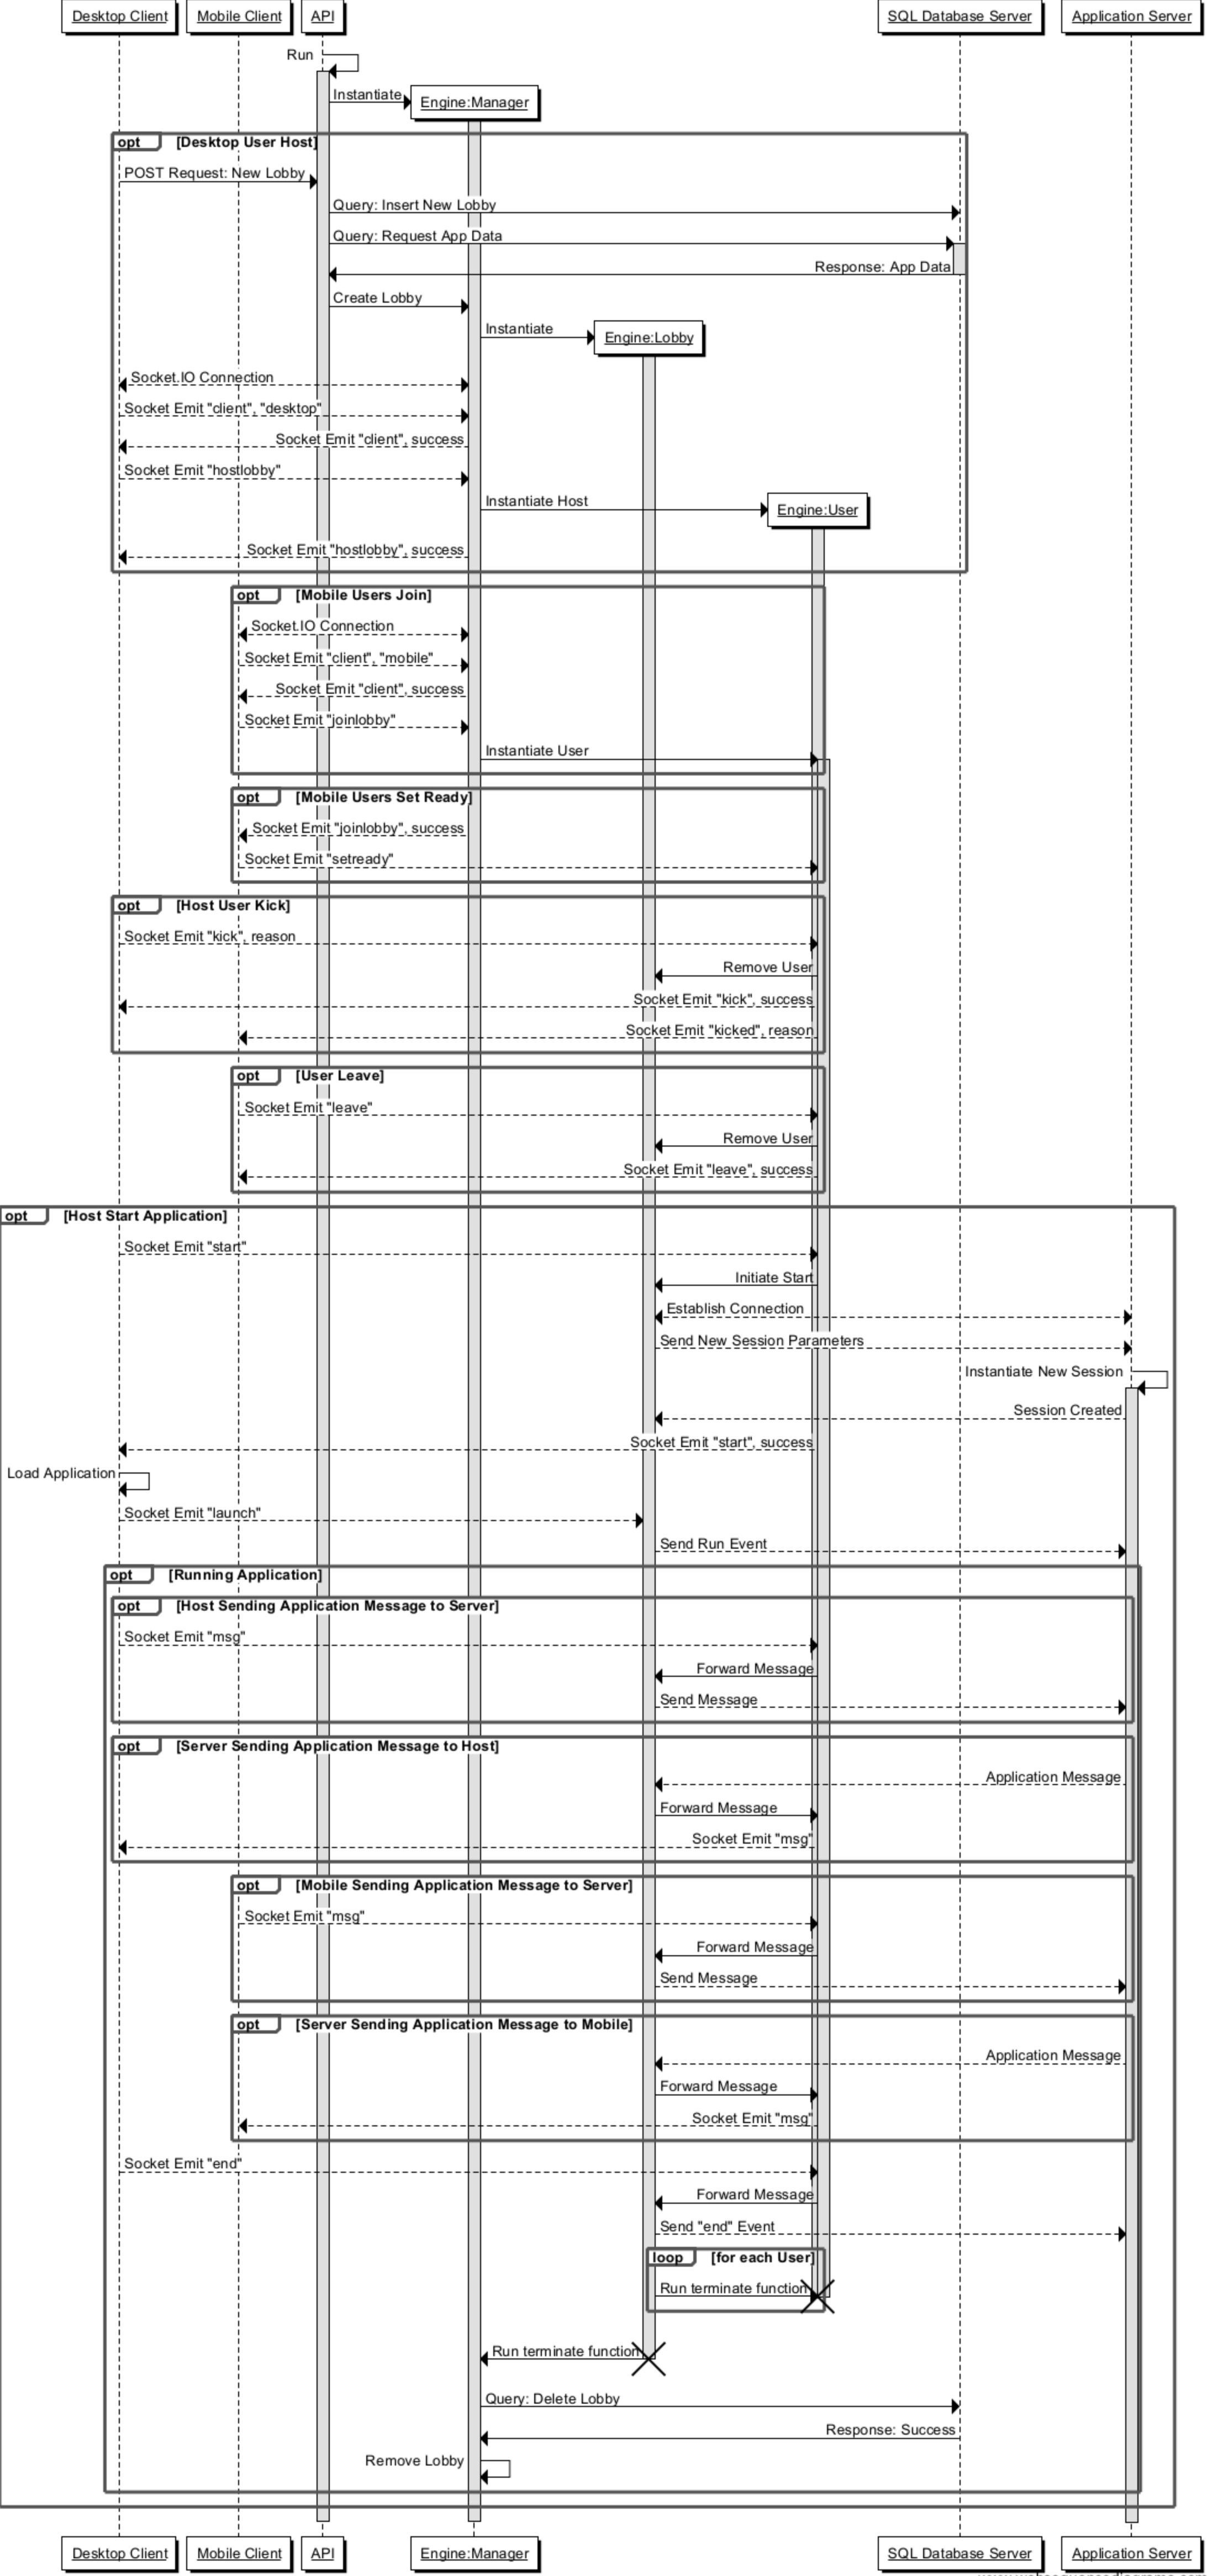 Desktop Client
Mobile Client
API
SQL Database Server
Application Server
Run
Instantiate
Engine:Manager
opt [Desktop User Host]
POST Request: New Lobby
Query: Insert New Lobby
Query: Request App Data
Response: App Data
Create Lobby
Instantiate
Engine:Lobby
Socket.IO Connection
Socket Emit "client", "desktop"
Socket Emit "client", success
Socket Emit "hostlobby"
Instantiate Host
Engine:User
Socket Emit "hostlobby", success
opt [Mobile Users Join]
Socket.IO Connection
Socket Emit "client", "mobile"
Socket Emit "client", success
Socket Emit "joinlobby"
Instantiate User
opt [Mobile Users Set Ready]
Socket Emit "joinlobby", success
Socket Emit "setready"
opt [Host User Kick]
Socket Emit "kick", reason
Remove User
Socket Emit "kick", success
Socket Emit "kicked", reason
opt [User Leave]
Socket Emit "leave"
Remove User
Socket Emit "leave", success
opt [Host Start Application]
Socket Emit "start"
Initiate Start
Establish Connection
Send New Session Parameters
Instantiate New Session
Session Created
Socket Emit "start", success
Load Application
Socket Emit "launch"
Send Run Event
opt [Running Application]
opt [Host Sending Application Message to Server]
Socket Emit "msg"
Forward Message
Send Message
opt [Server Sending Application Message to Host]
Application Message
Forward Message
Socket Emit "msg"
opt [Mobile Sending Application Message to Server]
Socket Emit "msg"
Forward Message
Send Message
opt [Server Sending Application Message to Mobile]
Application Message
Forward Message
Socket Emit "msg"
Socket Emit "end"
Forward Message
Send "end" Event
loop [for each User]
Run terminate function
Run terminate function
Query: Delete Lobby
Response: Success
Remove Lobby
Desktop Client
Mobile Client
API
Engine:Manager
SQL Database Server
Application Server